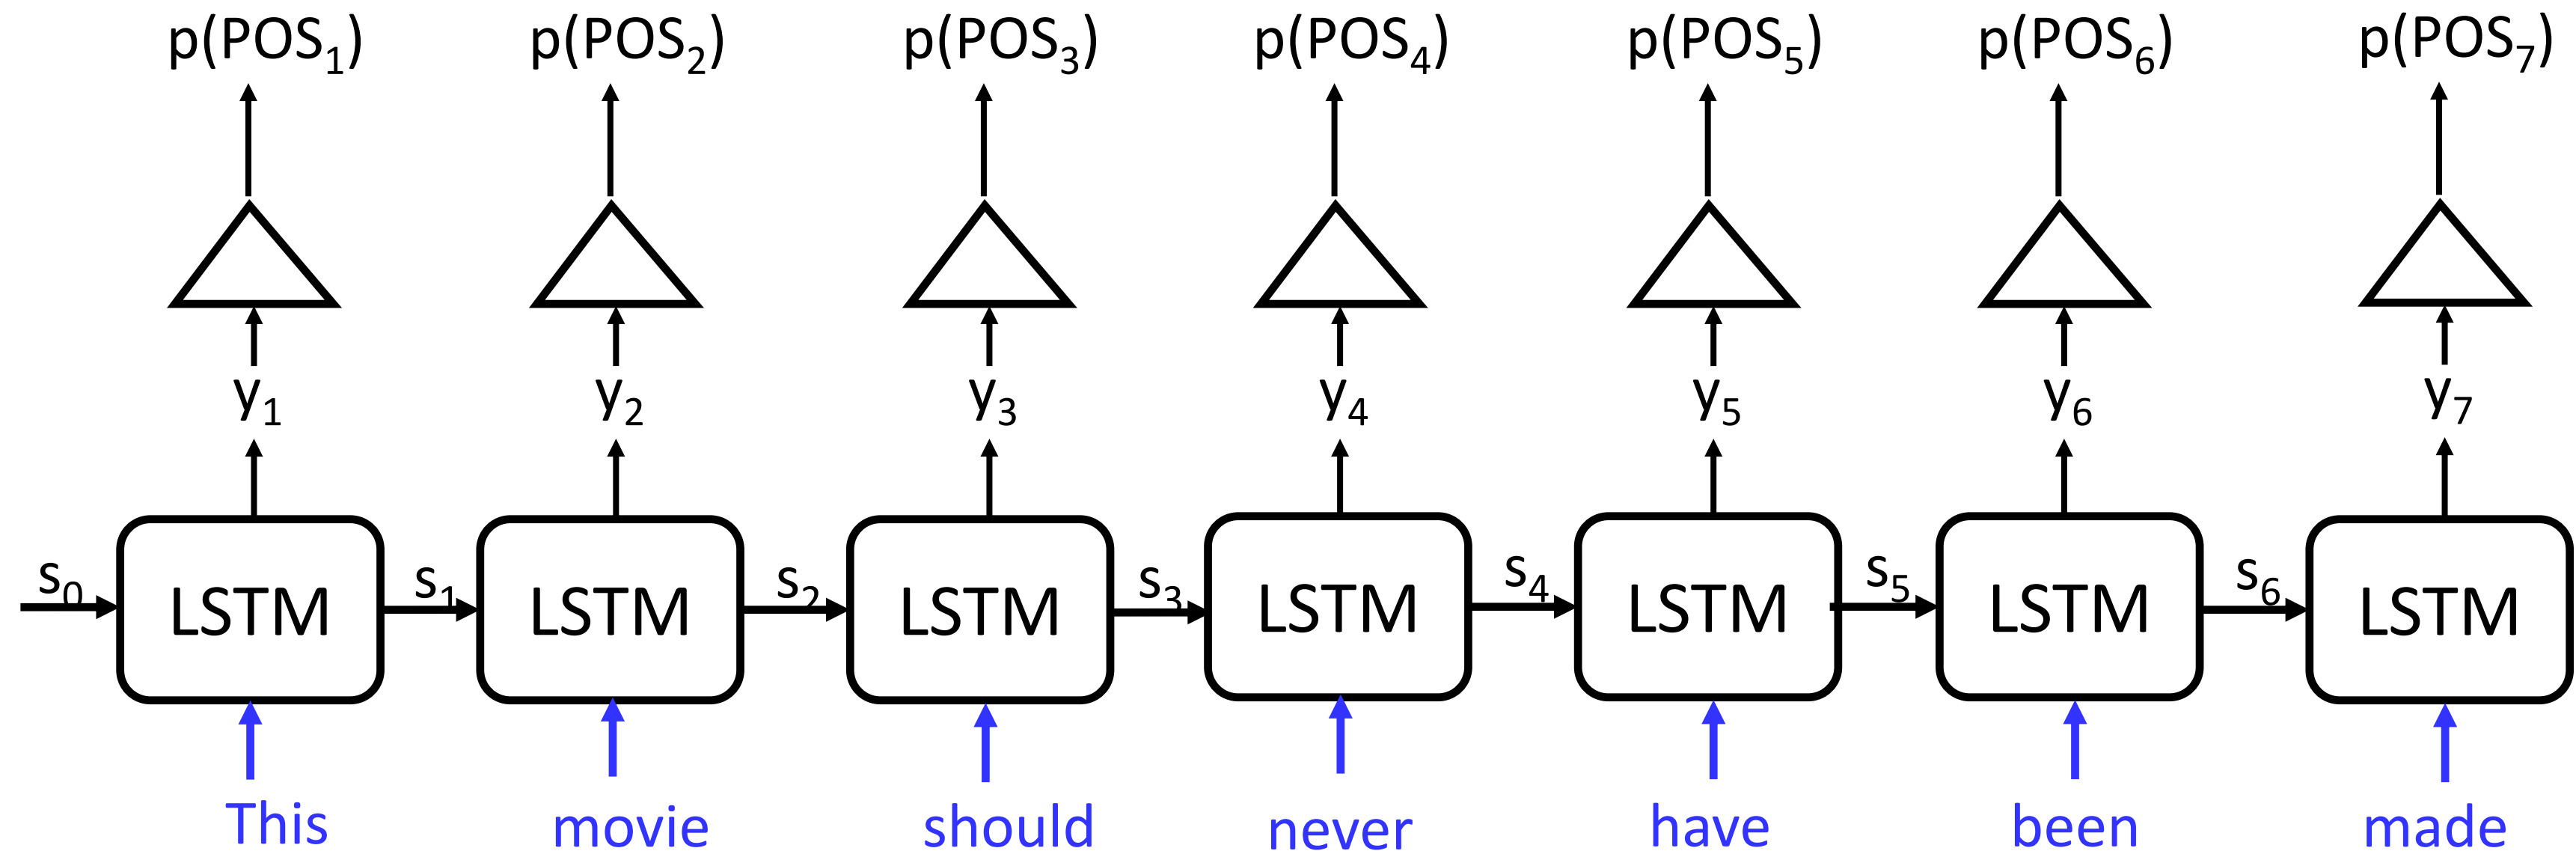 p(POS₁) p(POS₂) p(POS₃) p(POS₄) p(POS₅) p(POS₆) p(POS₇)
y₁ y₂ y₃ y₄ y₅ y₆ y₇
s₀ LSTM s₁ LSTM s₂ LSTM s₃ LSTM s₄ LSTM s₅ LSTM s₆ LSTM
This movie should never have been made